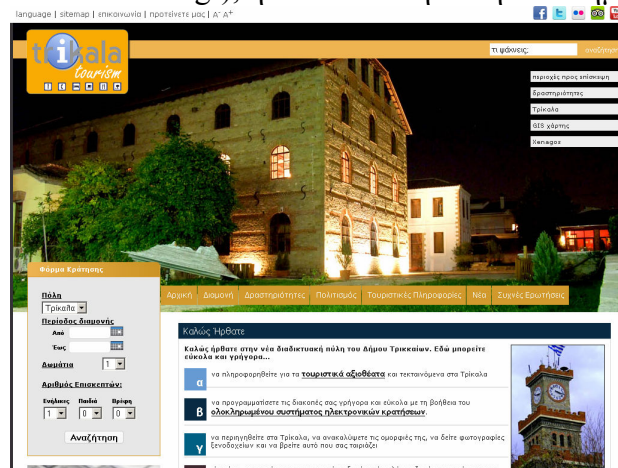 language | sitemap | επικοινωνία | προτείνετε μας | A⁻ A⁺
trikala
tourism
τι ψάχνεις;
αναζήτηση
περιοχές προς επίσκεψη
δραστηριότητες
Τρίκαλα
GIS χάρτης
Xenagos
Φόρμα Κράτησης
Πόλη
Τρίκαλα
Περίοδος διαμονής
Από
Έως
Δωμάτια 1
Αριθμός Επισκεπτών:
Ενήλικες Παιδιά Βρέφη
1 0 0
Αναζήτηση
Αρχική Διαμονή Δραστηριότητες Πολιτισμός Τουριστικές Πληροφορίες Νέα Συχνές Ερωτήσεις
Καλώς Ήρθατε
Καλώς ήρθατε στην νέα διαδικτυακή πύλη του Δήμου Τρικκαίων. Εδώ μπορείτε
εύκολα και γρήγορα...
α να πληροφορηθείτε για τα τουριστικά αξιοθέατα και τεκταινόμενα στα Τρίκαλα
β να προγραμματίσετε τις διακοπές σας γρήγορα και εύκολα με τη βοήθεια του
ολοκληρωμένου συστήματος ηλεκτρονικών κρατήσεων.
γ να περιηγηθείτε στα Τρίκαλα, να ανακαλύψετε τις ομορφιές της, να δείτε φωτογραφίες
ξενοδοχείων και να βρείτε αυτό που σας ταιριάζει